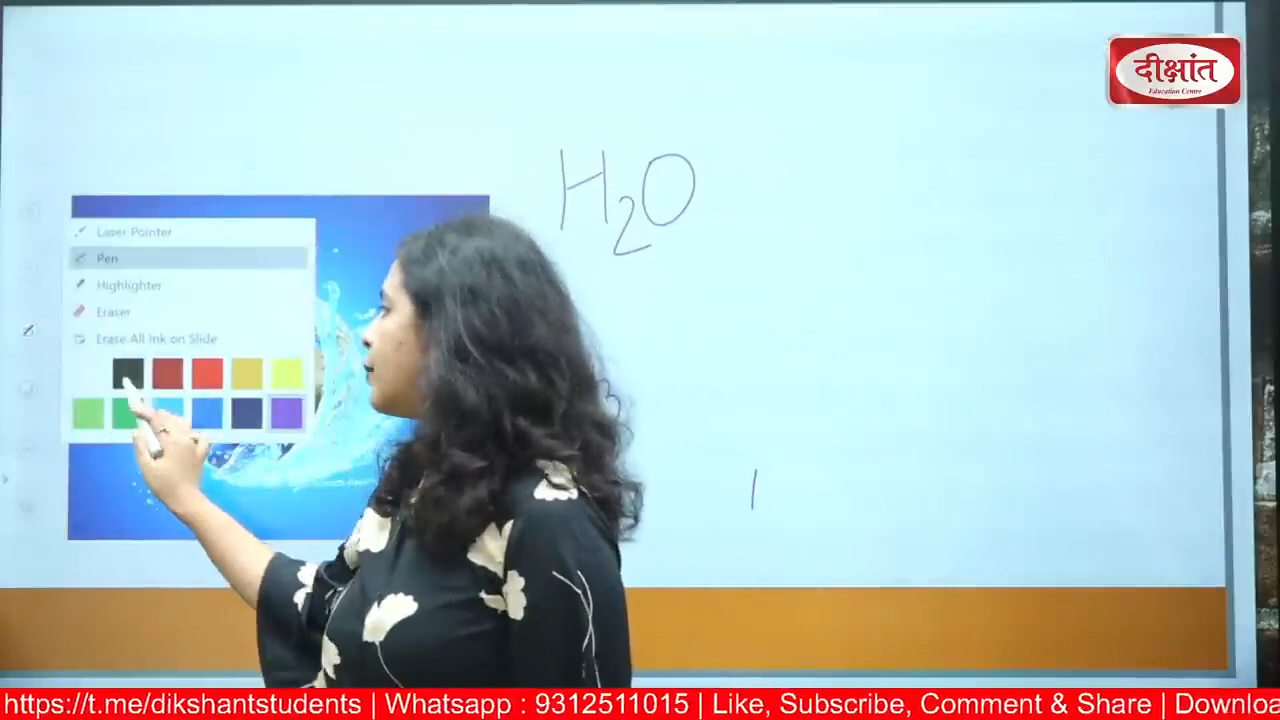 दीक्षांत
Education Centre
H2O
Laser Pointer
Pen
Highlighter
Eraser
Erase All Ink on Slide
https://t.me/dikshantstudents | Whatsapp : 9312511015 | Like, Subscribe, Comment & Share | Downloa